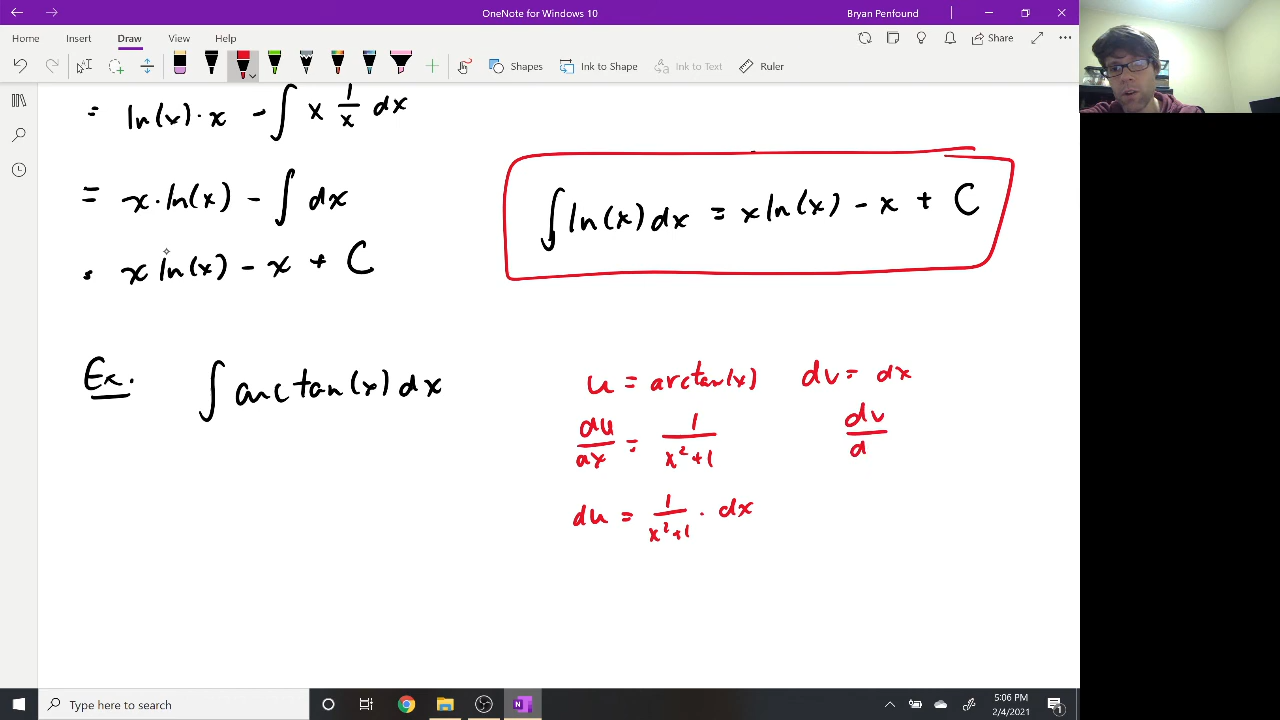 OneNote for Windows 10
Bryan Penfound
Home Insert Draw View Help
Share
Shapes Ink to Shape Ink to Text Ruler
= ln(x)·x - ∫ x 1/x dx
= x·ln(x) - ∫ dx
= x ln(x) - x + C
∫ ln(x) dx = x ln(x) - x + C
Ex. ∫ arctan(x) dx
u = arctan(x) dv = dx
du/dx = 1/(x²+1) dv/d
du = 1/(x²+1) · dx
Type here to search
5:06 PM
2/4/2021
1